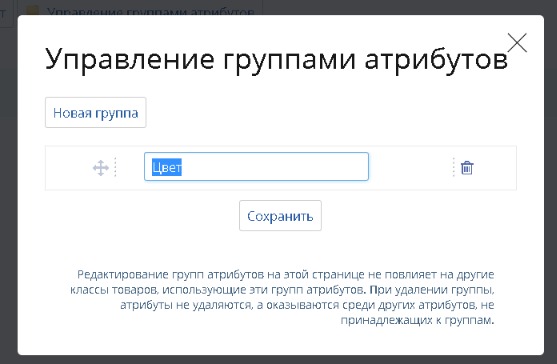 т
Управление группами атрибутов
Управление группами атрибутов
Новая группа
Цвет
Сохранить
Редактирование групп атрибутов на этой странице не повлияет на другие
классы товаров, использующие эти групп атрибутов. При удалении группы,
атрибуты не удаляются, а оказываются среди других атрибутов, не
принадлежащих к группам.